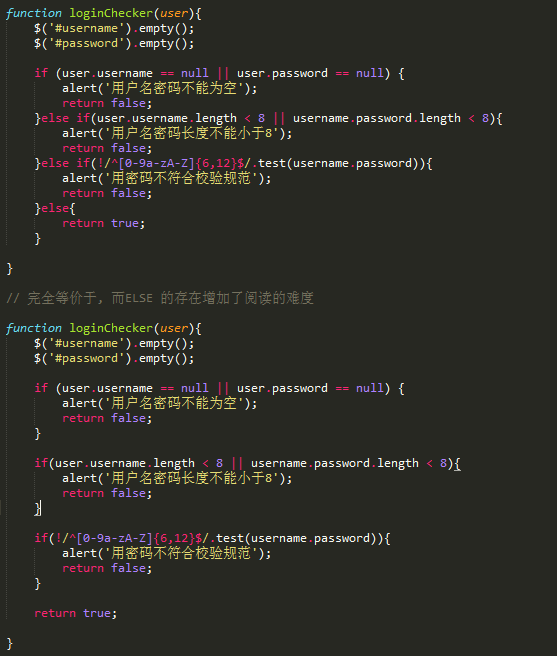 function loginChecker(user){
    $('#username').empty();
    $('#password').empty();

    if (user.username == null || user.password == null) {
        alert('用户名密码不能为空');
        return false;
    }else if(user.username.length < 8 || username.password.length < 8){
        alert('用户名密码长度不能小于8');
        return false;
    }else if(!/^[0-9a-zA-Z]{6,12}$/.test(username.password)){
        alert('用密码不符合校验规范');
        return false;
    }else{
        return true;
    }

}

// 完全等价于, 而ELSE 的存在增加了阅读的难度

function loginChecker(user){
    $('#username').empty();
    $('#password').empty();

    if (user.username == null || user.password == null) {
        alert('用户名密码不能为空');
        return false;
    }

    if(user.username.length < 8 || username.password.length < 8){
        alert('用户名密码长度不能小于8');
        return false;
    }

    if(!/^[0-9a-zA-Z]{6,12}$/.test(username.password)){
        alert('用密码不符合校验规范');
        return false;
    }

    return true;

}